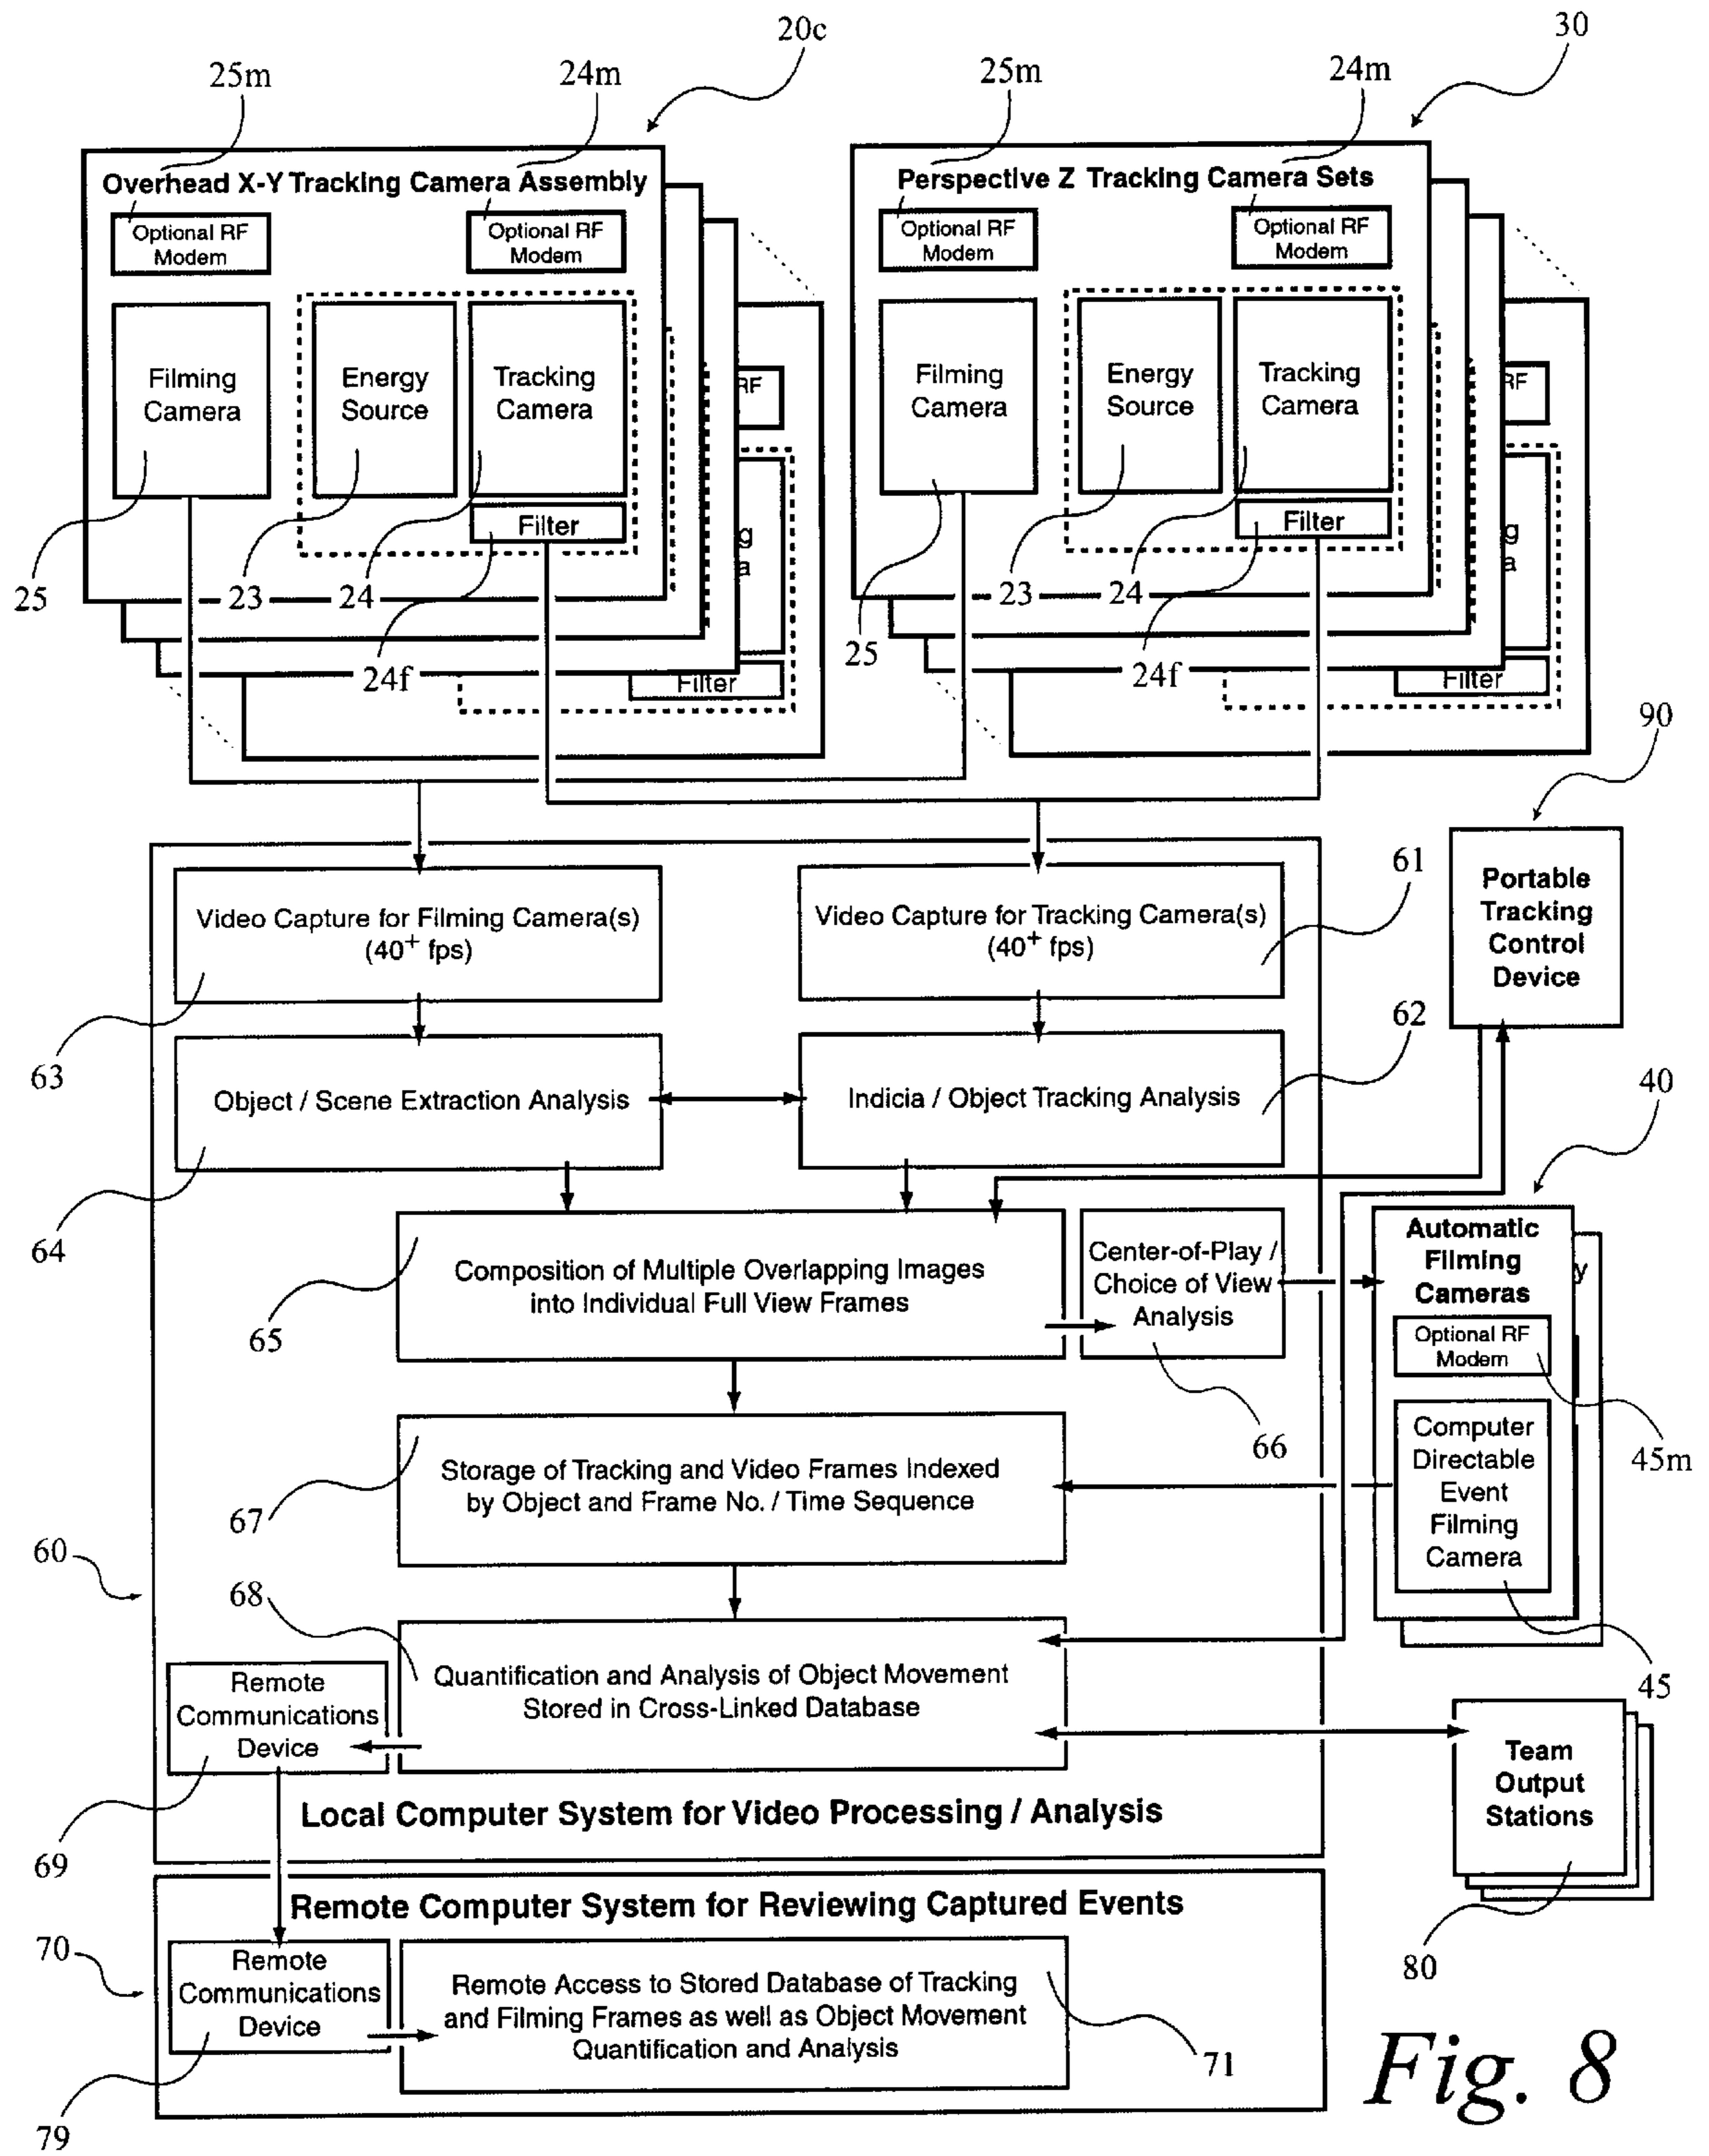 20c
30
25m
24m
25m
24m
Overhead X-Y Tracking Camera Assembly
Optional RF
Modem
Optional RF
Modem
Filming
Camera
Energy
Source
Tracking
Camera
Filter
RF
g
a
Filter
25
23
24
24f
Perspective Z Tracking Camera Sets
Optional RF
Modem
Optional RF
Modem
Filming
Camera
Energy
Source
Tracking
Camera
Filter
RF
g
a
Filter
25
23
24
24f
90
Portable
Tracking
Control
Device
Video Capture for Filming Camera(s)
(40+ fps)
63
Video Capture for Tracking Camera(s)
(40+ fps)
61
Object / Scene Extraction Analysis
64
Indicia / Object Tracking Analysis
62
40
Composition of Multiple Overlapping Images
into Individual Full View Frames
65
Center-of-Play /
Choice of View
Analysis
66
Automatic
Filming
Cameras
y
Optional RF
Modem
45m
Computer
Directable
Event
Filming
Camera
45
Storage of Tracking and Video Frames Indexed
by Object and Frame No. / Time Sequence
67
60
68
Quantification and Analysis of Object Movement
Stored in Cross-Linked Database
Remote
Communications
Device
69
Team
Output
Stations
80
Local Computer System for Video Processing / Analysis
Remote Computer System for Reviewing Captured Events
70
Remote
Communications
Device
79
Remote Access to Stored Database of Tracking
and Filming Frames as well as Object Movement
Quantification and Analysis
71
Fig. 8